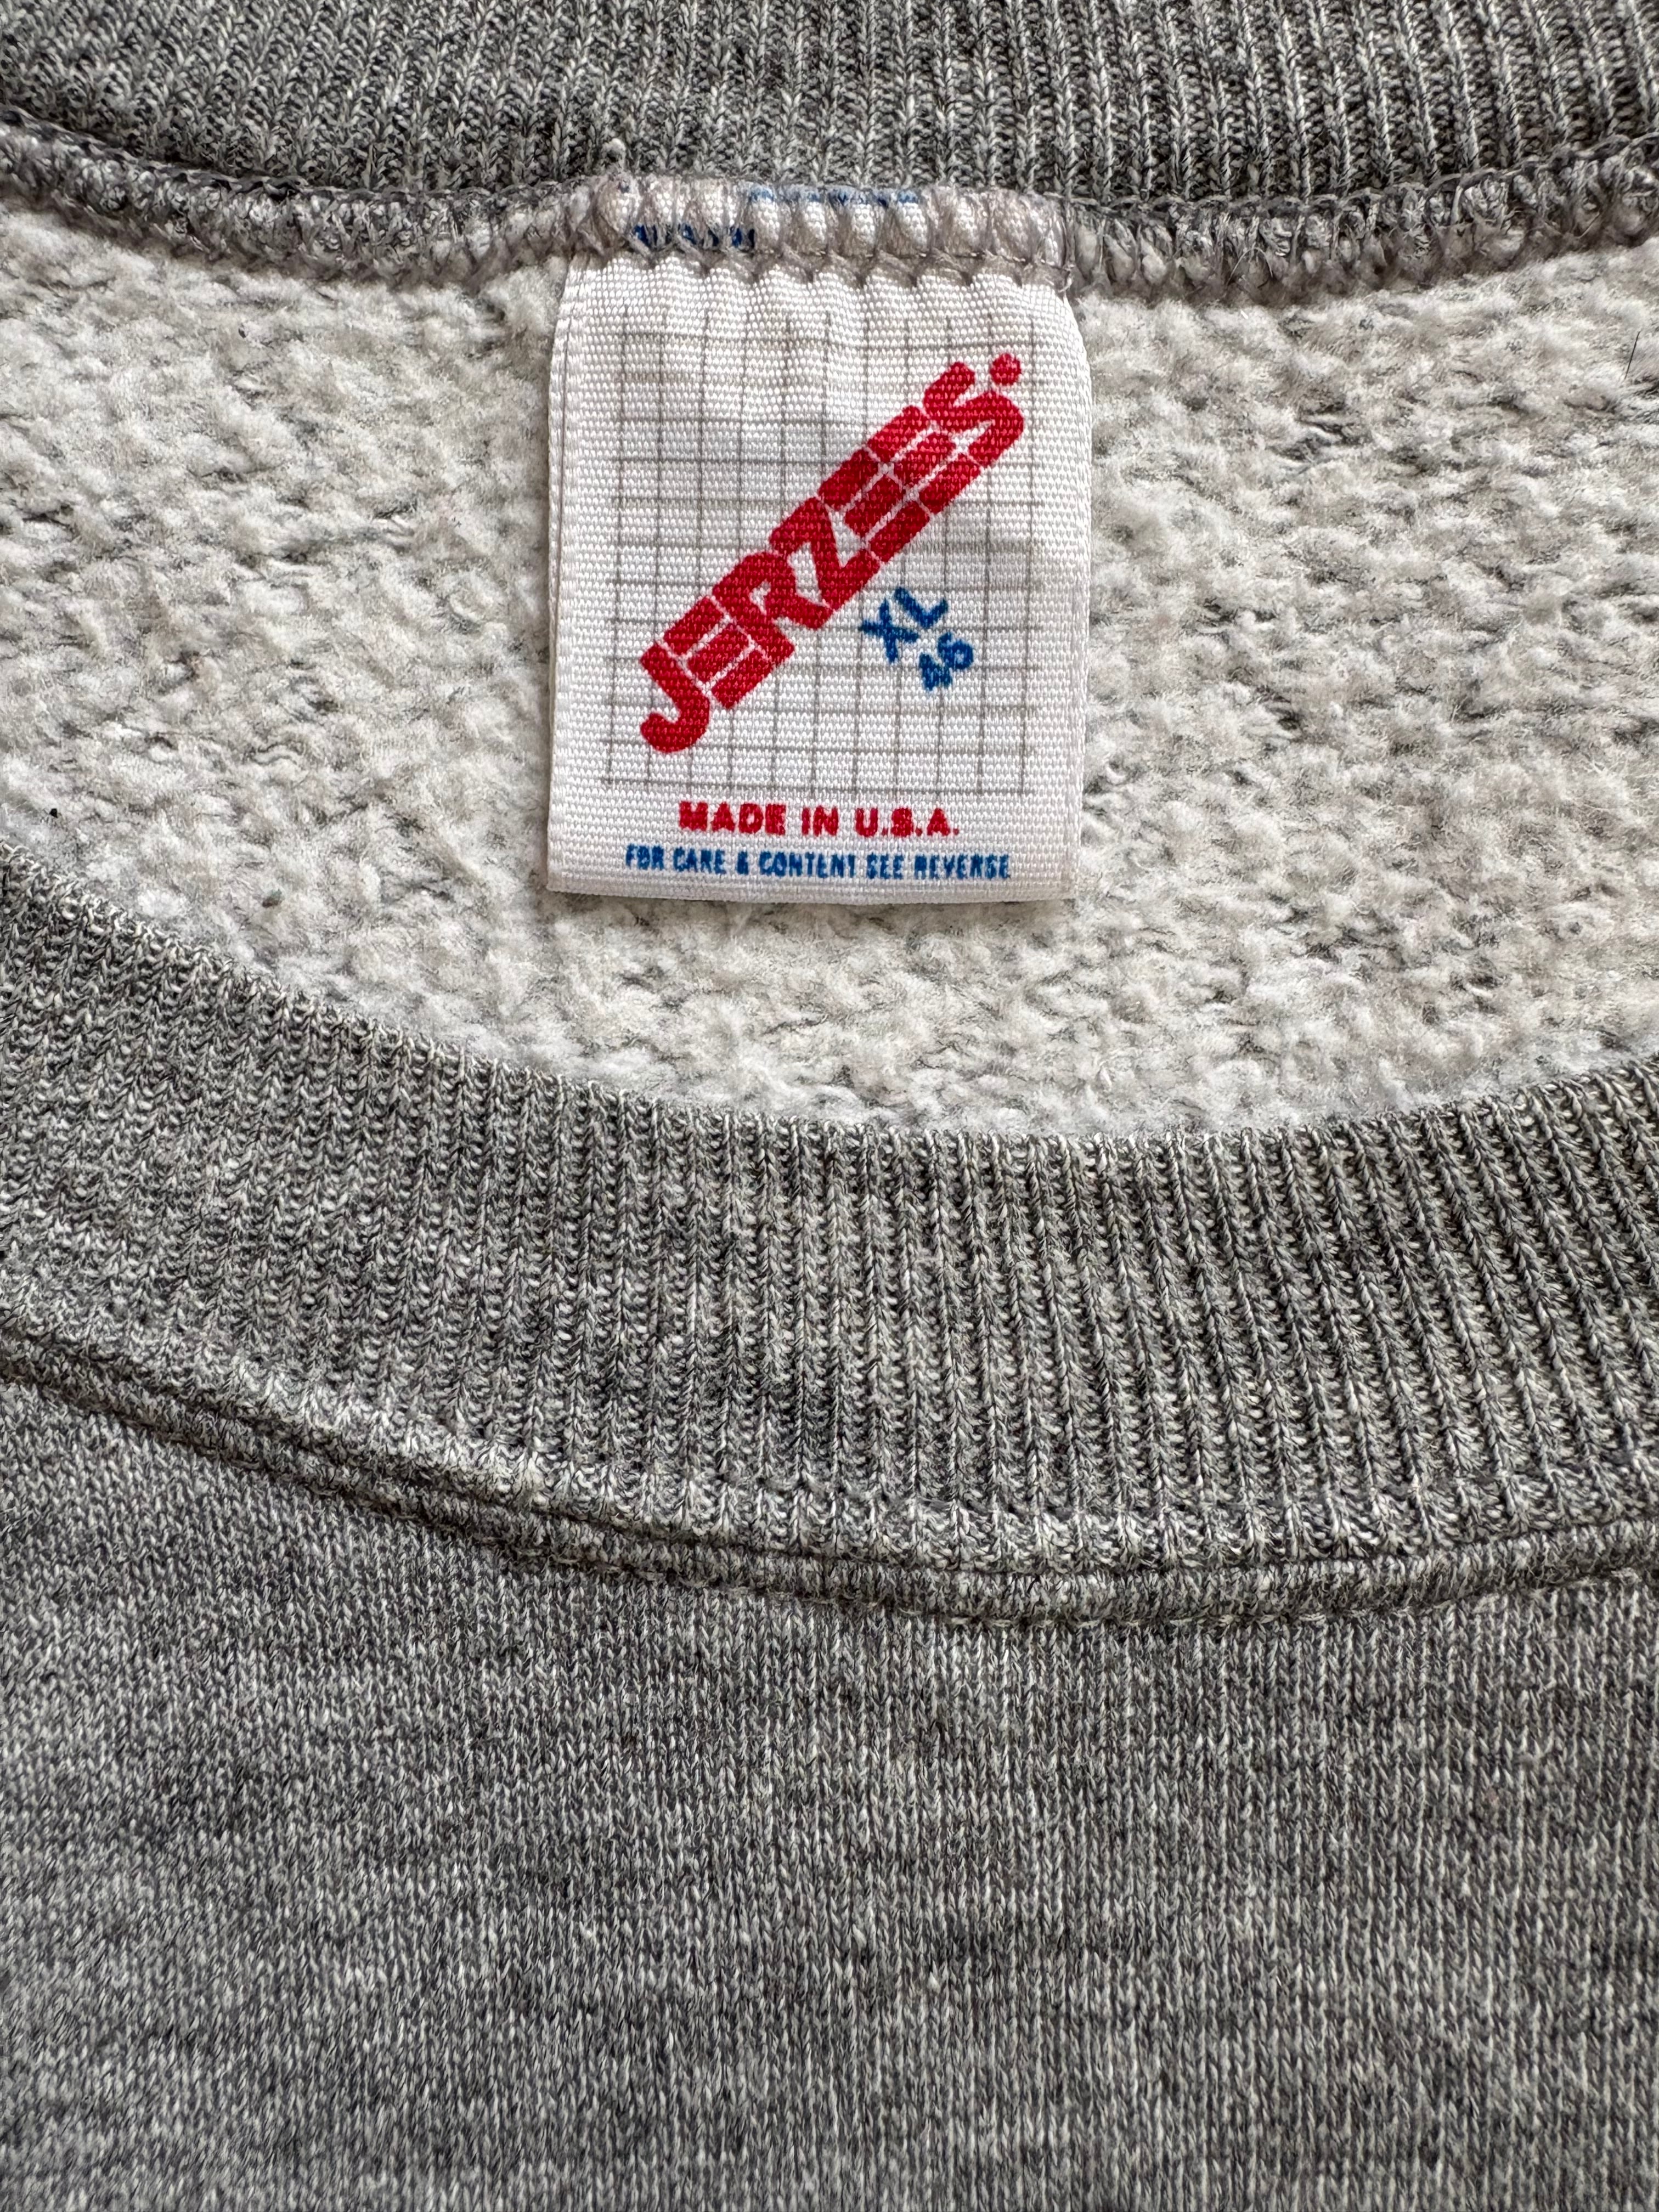 JERZEES.
XL
46
MADE IN U.S.A.
FOR CARE & CONTENT SEE REVERSE